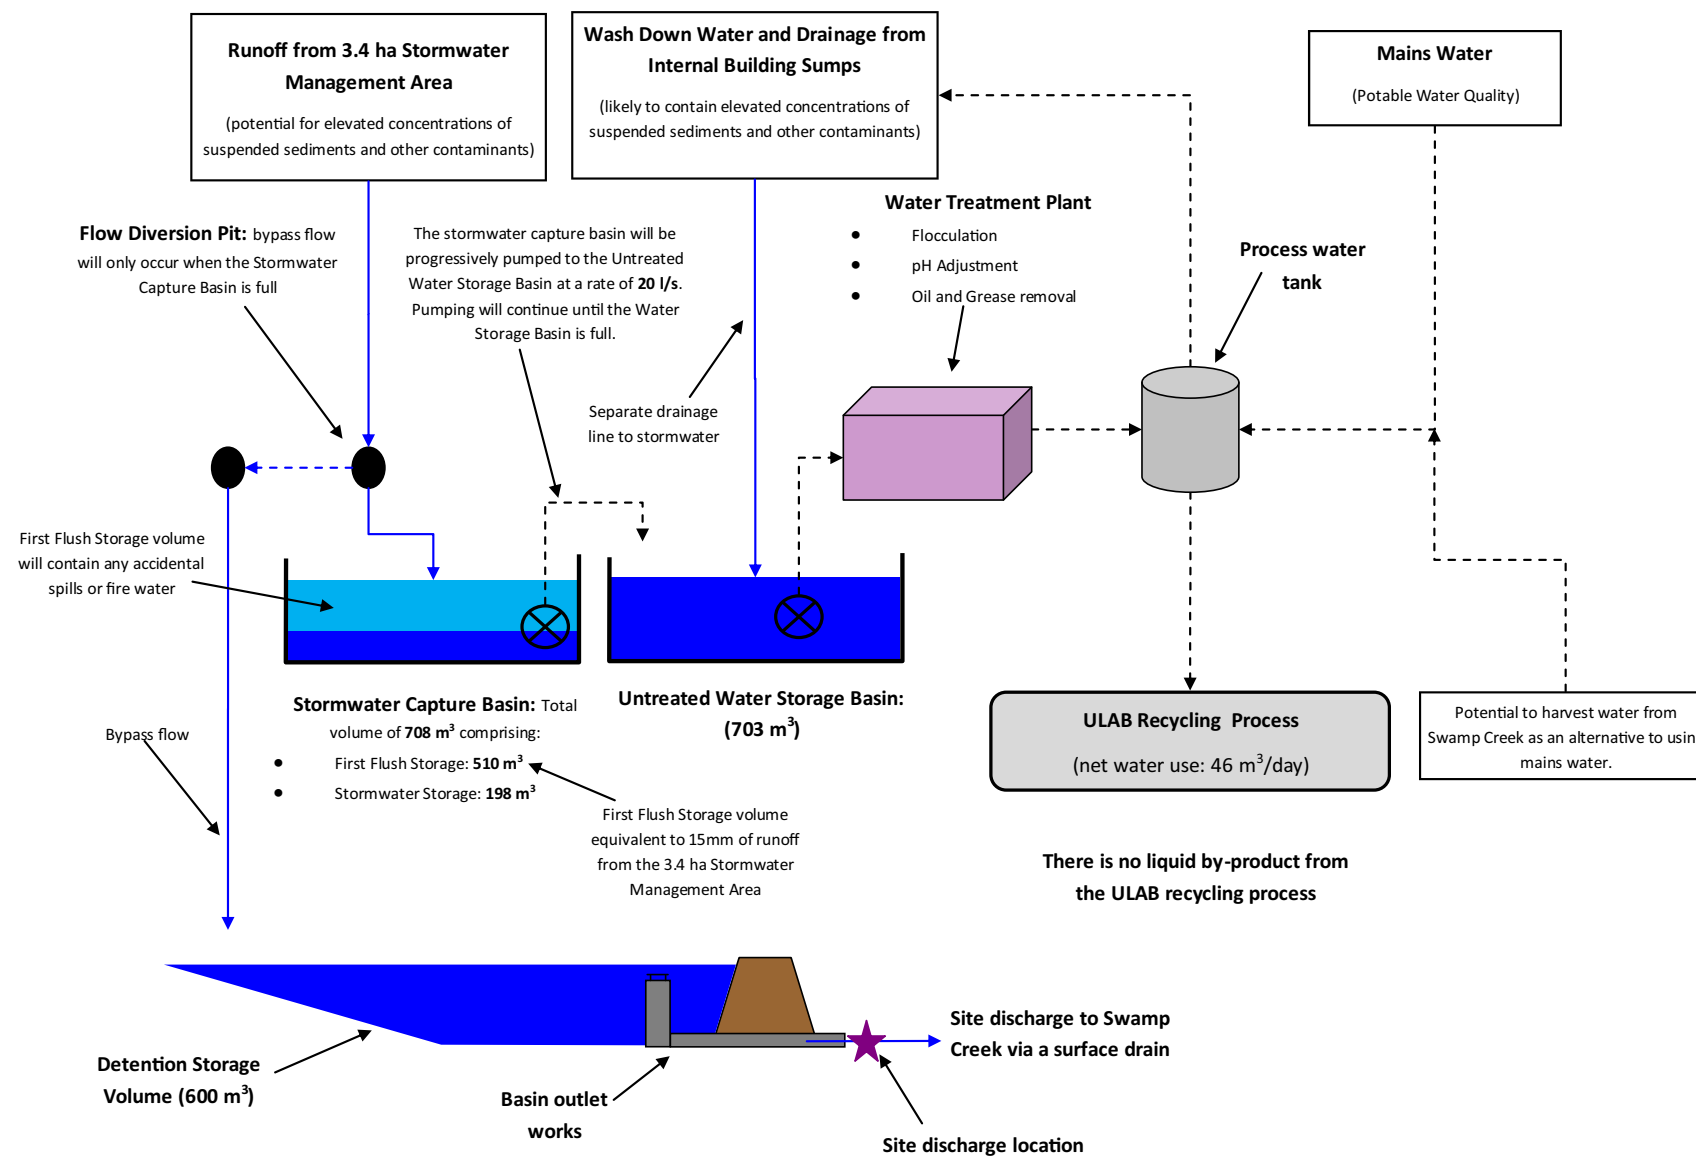 Runoff from 3.4 ha Stormwater
Management Area
(potential for elevated concentrations of
suspended sediments and other contaminants)
Wash Down Water and Drainage from
Internal Building Sumps
(likely to contain elevated concentrations of
suspended sediments and other contaminants)
Mains Water
(Potable Water Quality)
Flow Diversion Pit: bypass flow
will only occur when the Stormwater
Capture Basin is full
The stormwater capture basin will be
progressively pumped to the Untreated
Water Storage Basin at a rate of 20 l/s.
Pumping will continue until the Water
Storage Basin is full.
Water Treatment Plant
• Flocculation
• pH Adjustment
• Oil and Grease removal
Process water
tank
Separate drainage
line to stormwater
First Flush Storage volume
will contain any accidental
spills or fire water
Stormwater Capture Basin: Total
volume of 708 m³ comprising:
• First Flush Storage: 510 m³
• Stormwater Storage: 198 m³
Untreated Water Storage Basin:
(703 m³)
ULAB Recycling Process
(net water use: 46 m³/day)
Potential to harvest water from
Swamp Creek as an alternative to usin
mains water.
Bypass flow
First Flush Storage volume
equivalent to 15mm of runoff
from the 3.4 ha Stormwater
Management Area
There is no liquid by-product from
the ULAB recycling process
Detention Storage
Volume (600 m³)
Basin outlet
works
Site discharge to Swamp
Creek via a surface drain
Site discharge location